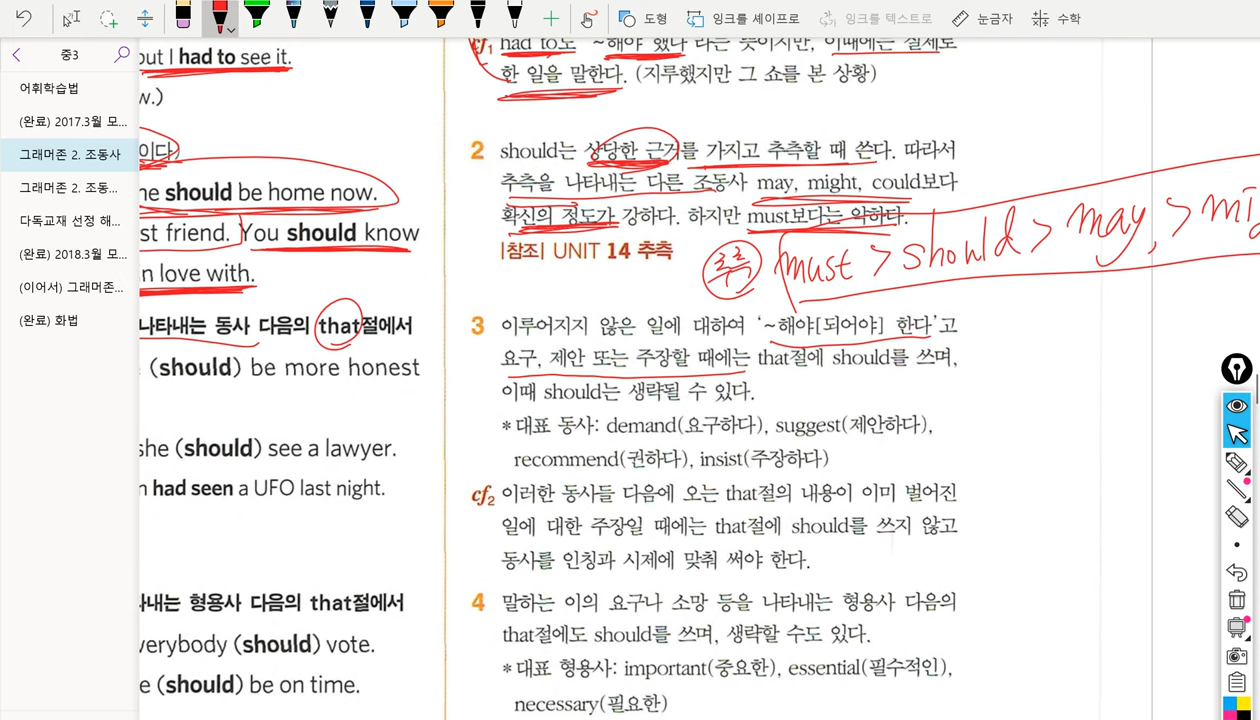 도형
잉크를 셰이프로
잉크를 텍스트로
눈금자
수학
중3
어휘학습법
(완료) 2017.3월 모...
그래머존 2. 조동사
그래머존 2. 조동...
다독교재 선정 해...
(완료) 2018.3월 모...
(이어서) 그래머존...
(완료) 화법
but I had to see it.
w.)
이다)
he should be home now.
st friend. You should know
n love with.
나타내는 동사 다음의 that절에서
(should) be more honest
she (should) see a lawyer.
n had seen a UFO last night.
내는 형용사 다음의 that절에서
verybody (should) vote.
e (should) be on time.
cf1 had to도 ~해야 했다 라는 뜻이지만, 이때에는 실제로
한 일을 말한다. (지루했지만 그 쇼를 본 상황)
2 should는 상당한 근거를 가지고 추측할 때 쓴다. 따라서
추측을 나타내는 다른 조동사 may, might, could보다
확신의 정도가 강하다. 하지만 must보다는 약하다.
|참조| UNIT 14 추측
추측 must > should > may, > mig
3 이루어지지 않은 일에 대하여 ‘~해야[되어야] 한다’고
요구, 제안 또는 주장할 때에는 that절에 should를 쓰며,
이때 should는 생략될 수 있다.
* 대표 동사: demand(요구하다), suggest(제안하다),
recommend(권하다), insist(주장하다)
cf2 이러한 동사들 다음에 오는 that절의 내용이 이미 벌어진
일에 대한 주장일 때에는 that절에 should를 쓰지 않고
동사를 인칭과 시제에 맞춰 써야 한다.
4 말하는 이의 요구나 소망 등을 나타내는 형용사 다음의
that절에도 should를 쓰며, 생략할 수도 있다.
* 대표 형용사: important(중요한), essential(필수적인),
necessary(필요한)